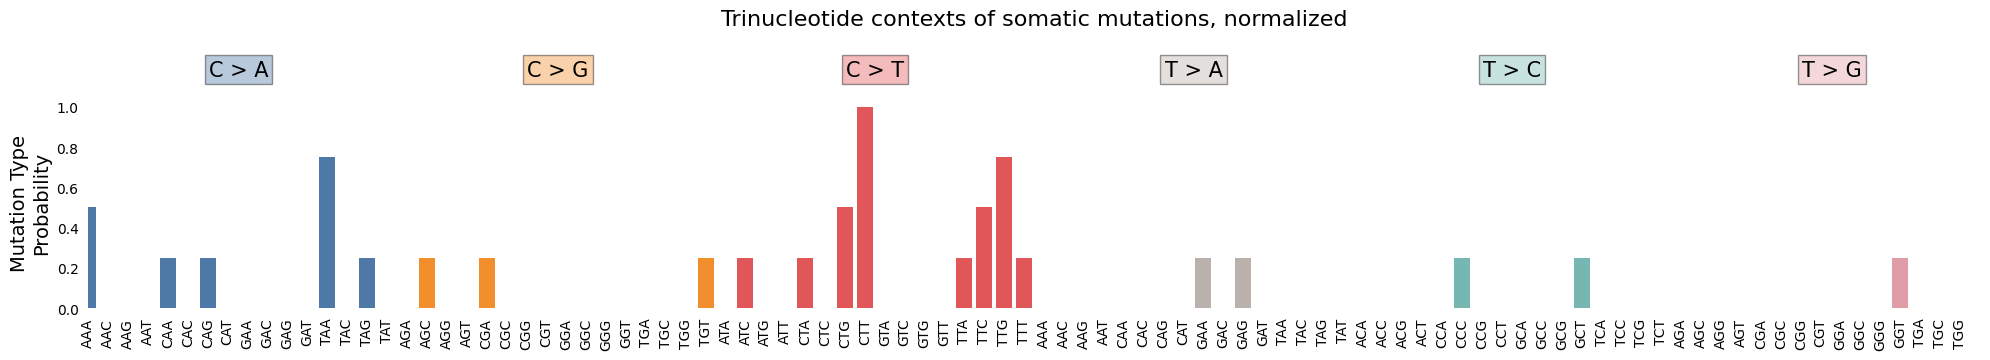 Trinucleotide contexts of somatic mutations, normalized
C > A
C > G
C > T
T > A
T > C
T > G
Mutation Type
Probability
1.0
0.8
0.6
0.4
0.2
0.0
AAA
AAC
AAG
AAT
CAA
CAC
CAG
CAT
GAA
GAC
GAG
GAT
TAA
TAC
TAG
TAT
AGA
AGC
AGG
AGT
CGA
CGC
CGG
CGT
GGA
GGC
GGG
GGT
TGA
TGC
TGG
TGT
ATA
ATC
ATG
ATT
CTA
CTC
CTG
CTT
GTA
GTC
GTG
GTT
TTA
TTC
TTG
TTT
AAA
AAC
AAG
AAT
CAA
CAC
CAG
CAT
GAA
GAC
GAG
GAT
TAA
TAC
TAG
TAT
ACA
ACC
ACG
ACT
CCA
CCC
CCG
CCT
GCA
GCC
GCG
GCT
TCA
TCC
TCG
TCT
AGA
AGC
AGG
AGT
CGA
CGC
CGG
CGT
GGA
GGC
GGG
GGT
TGA
TGC
TGG